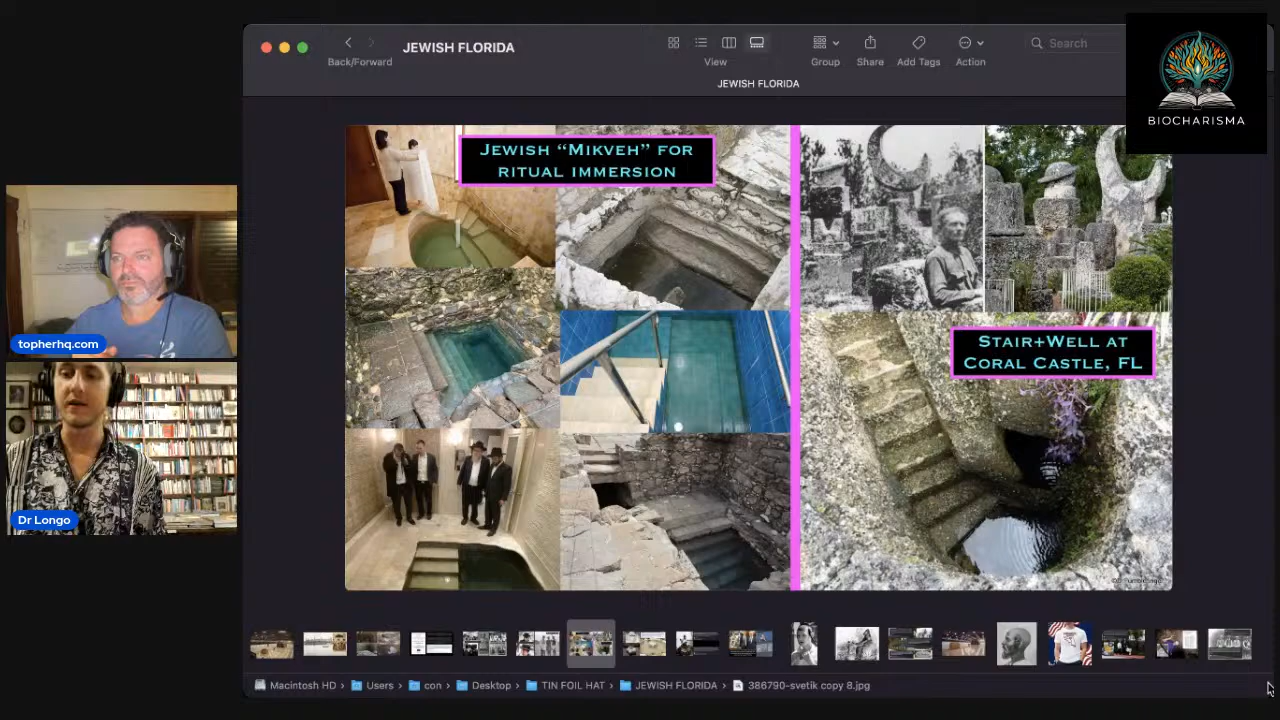 JEWISH FLORIDA
Back/Forward
View
Group
Share
Add Tags
Action
Search
JEWISH FLORIDA
BIOCHARISMA
JEWISH “MIKVEH” FOR
RITUAL IMMERSION
STAIR+WELL AT
CORAL CASTLE, FL
topherhq.com
Dr Longo
Macintosh HD › Users › con › Desktop › TIN FOIL HAT › JEWISH FLORIDA › 386790-svetik copy 8.jpg